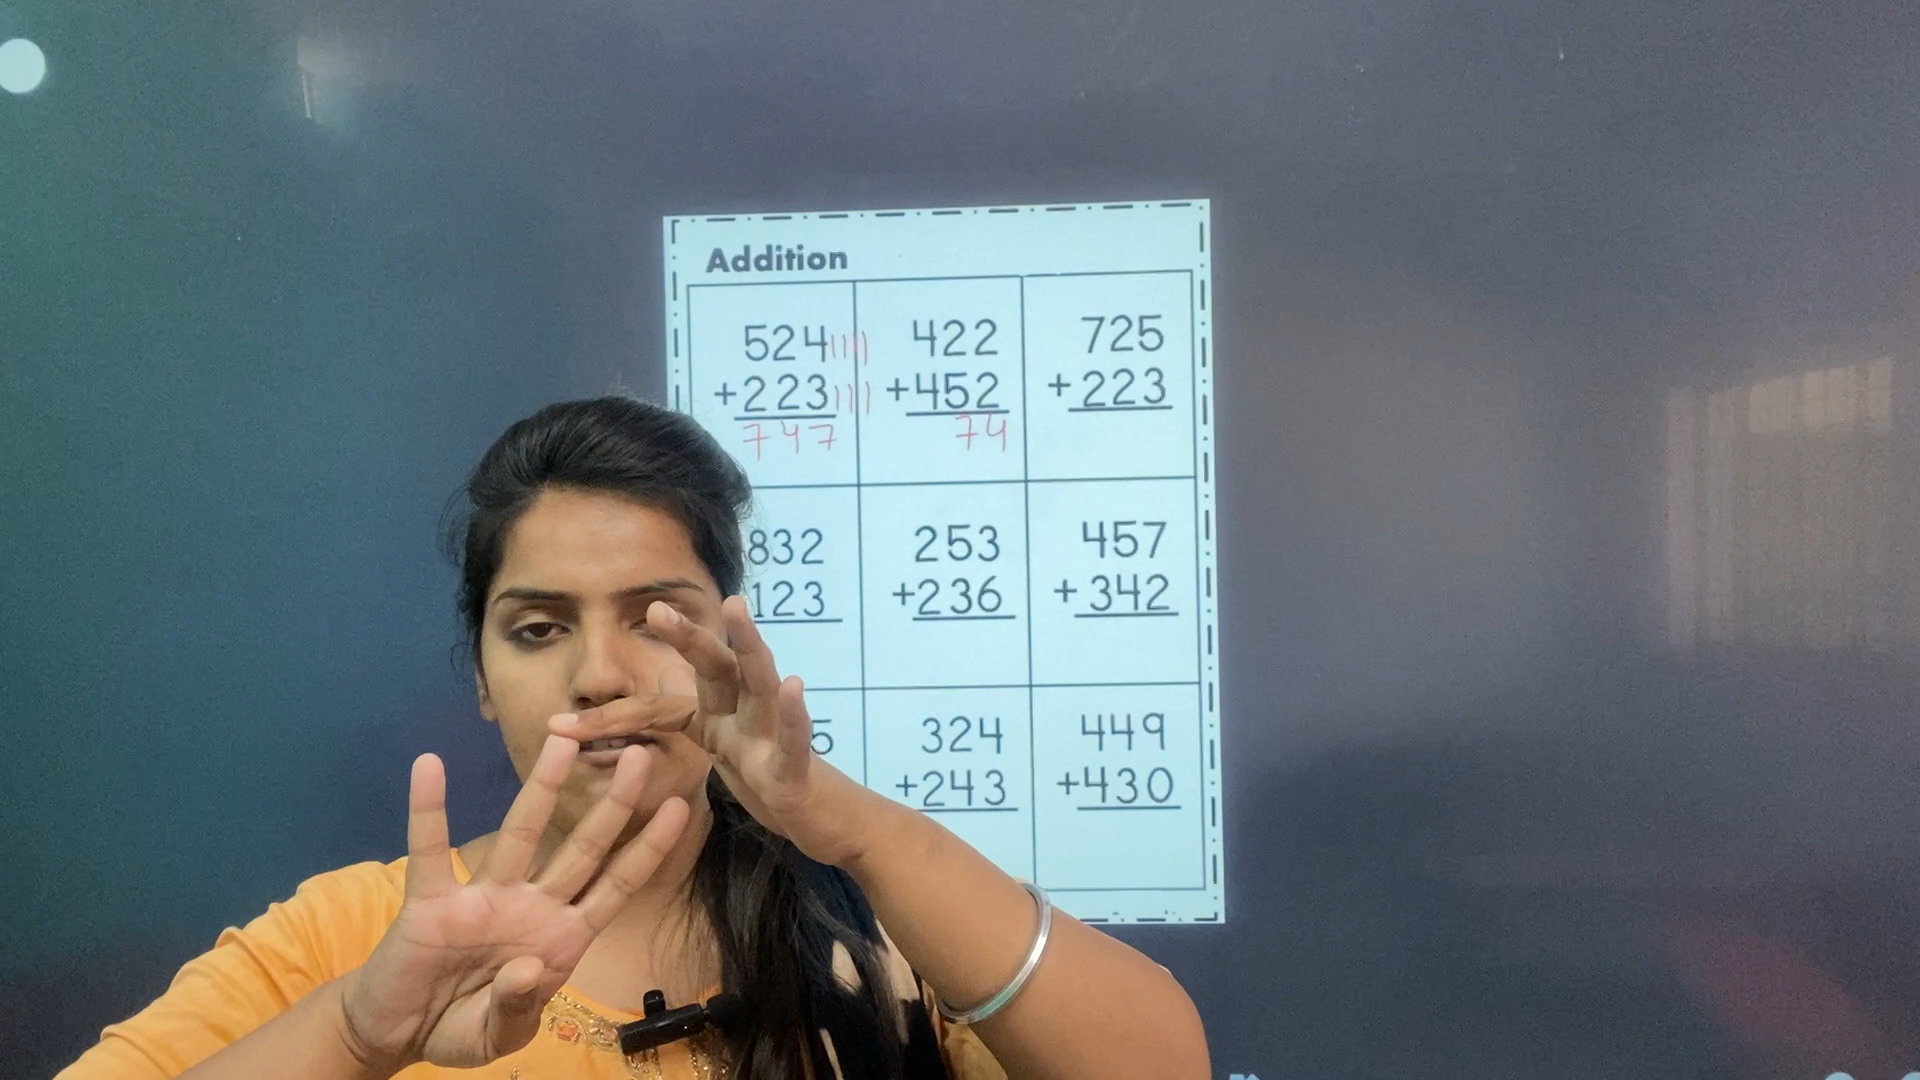 Addition
524 422 725
+223 +452 +223
747 74
832 253 457
123 +236 +342
5 324 449
+243 +430